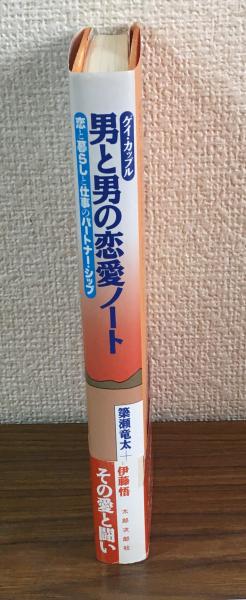 ゲイ・カップル
男と男の恋愛ノート
恋と暮らしと仕事のパートナーシップ
簗瀬竜太+伊藤悟
太郎次郎社
その愛と闘い